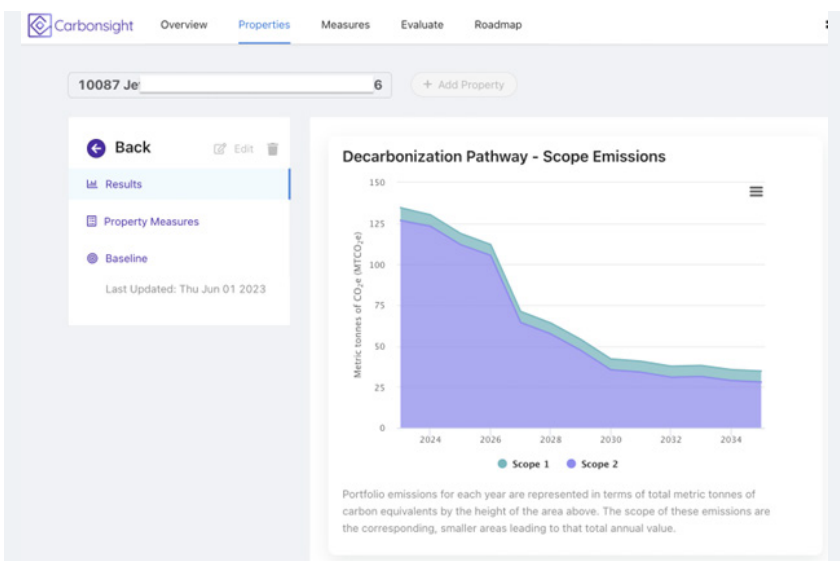 Carbonsight Overview Properties Measures Evaluate Roadmap
10087 Je 6 + Add Property
Back Edit
Results
Property Measures
Baseline
Last Updated: Thu Jun 01 2023
Decarbonization Pathway - Scope Emissions
Metric tonnes of CO₂e (MTCO₂e)
150
125
100
75
50
25
0
2024 2026 2028 2030 2032 2034
Scope 1 Scope 2
Portfolio emissions for each year are represented in terms of total metric tonnes of
carbon equivalents by the height of the area above. The scope of these emissions are
the corresponding, smaller areas leading to that total annual value.